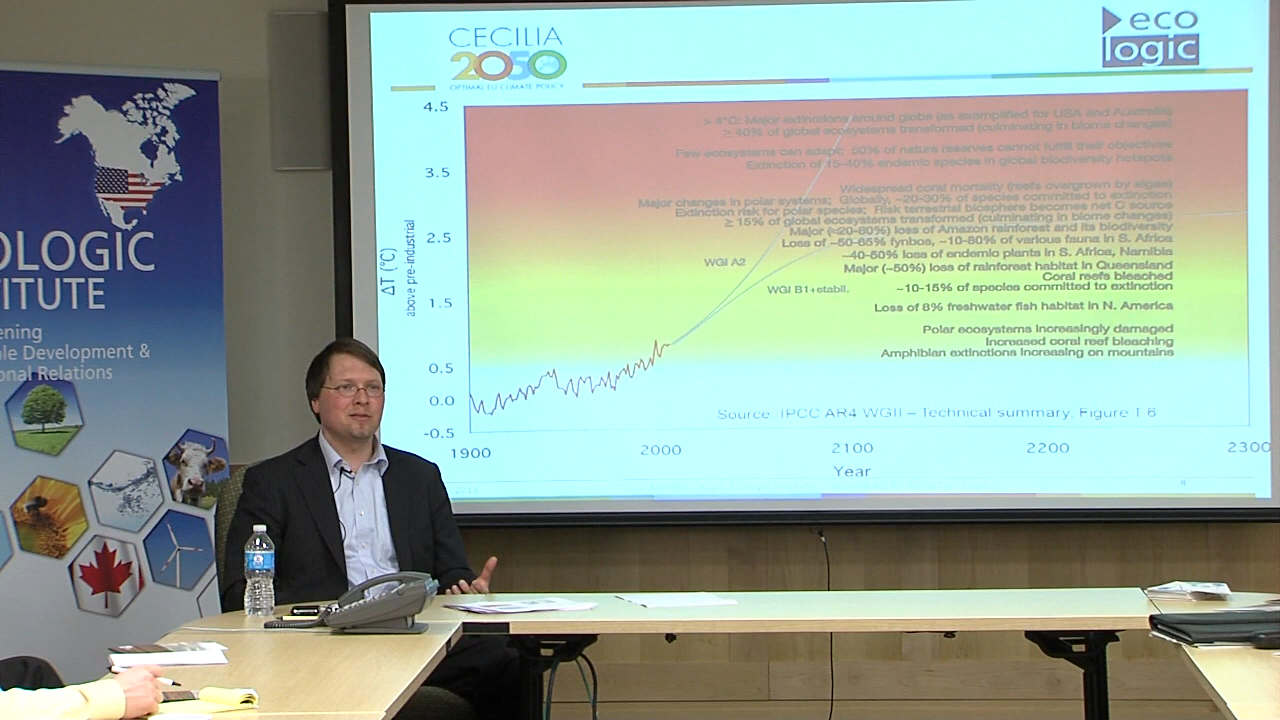 OLOGIC
TITUTE
ening
le Development &
onal Relations
CECILIA
2050
OPTIMAL EU CLIMATE POLICY
eco
logic
4.5
3.5
2.5
1.5
0.5
0.0
-0.5
ΔT (°C)
above pre-industrial
> 4°C: Major extinctions around globe (as exemplified for USA and Australia)
≥ 40% of global ecosystems transformed (culminating in biome changes)
Few ecosystems can adapt; 50% of nature reserves cannot fulfill their objectives
Extinction of 15-40% endemic species in global biodiversity hotspots
Widespread coral mortality (reefs overgrown by algae)
Major changes in polar systems; Globally, ~20-30% of species committed to extinction
Extinction risk for polar species; Risk terrestrial biosphere becomes net C source
≥ 15% of global ecosystems transformed (culminating in biome changes)
Major (≈20-80%) loss of Amazon rainforest and its biodiversity
Loss of ~50-65% fynbos, ~10-80% of various fauna in S. Africa
~40-50% loss of endemic plants in S. Africa, Namibia
WGI A2
Major (~50%) loss of rainforest habitat in Queensland
Coral reefs bleached
WGI B1+stabil.
~10-15% of species committed to extinction
Loss of 8% freshwater fish habitat in N. America
Polar ecosystems increasingly damaged
Increased coral reef bleaching
Amphibian extinctions increasing on mountains
Source: IPCC AR4 WGII – Technical summary, Figure T.6
1900
2000
2100
2200
2300
Year
8